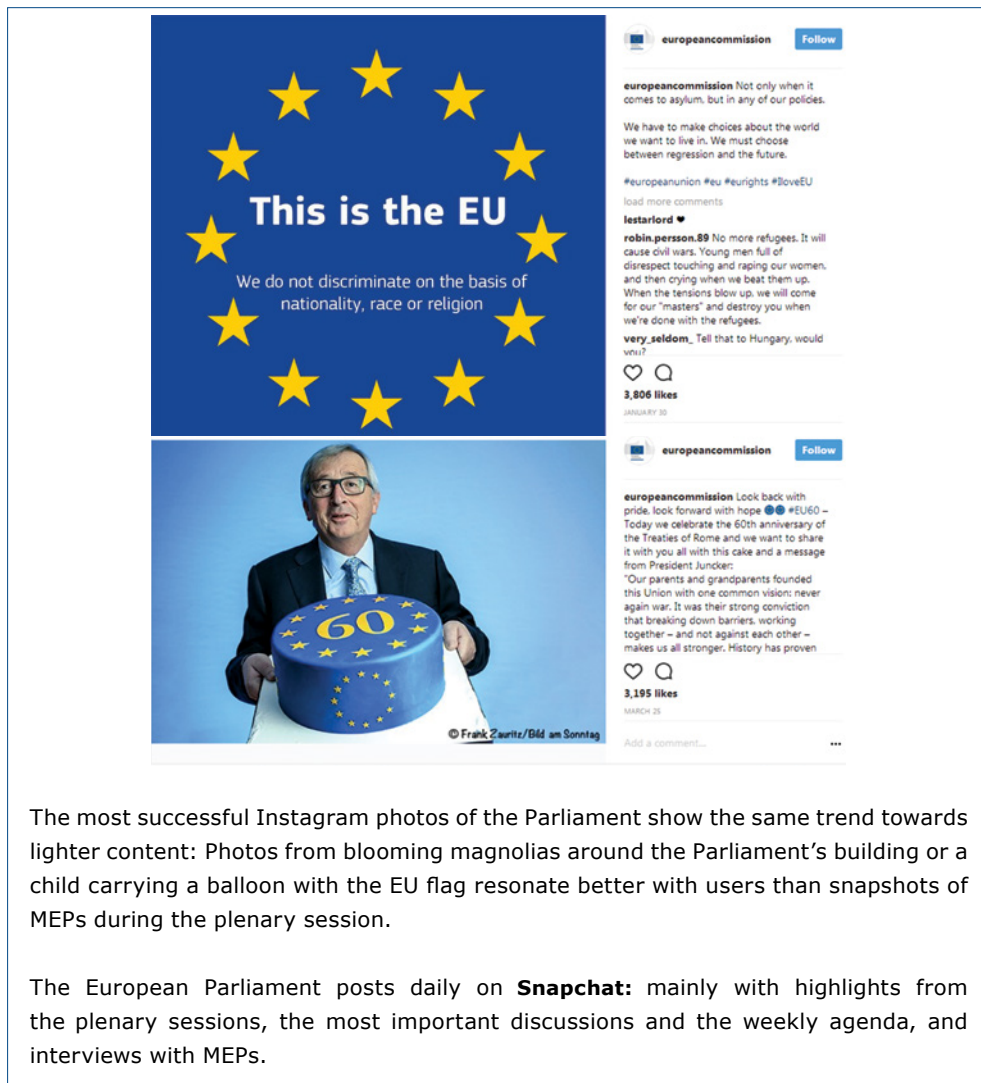 This is the EU
We do not discriminate on the basis of
nationality, race or religion
europeancommission Follow
europeancommission Not only when it
comes to asylum, but in any of our policies.
We have to make choices about the world
we want to live in. We must choose
between regression and the future.
#europeanunion #eu #eurights #IloveEU
load more comments
lestarlord ♥
robin.persson.89 No more refugees. It will
cause civil wars. Young men full of
disrespect touching and raping our women,
and then crying when we beat them up.
When the tensions blow up, we will come
for our "masters" and destroy you when
we're done with the refugees.
very_seldom_ Tell that to Hungary, would
you?
3,806 likes
JANUARY 30
60
© Frank Zauritz/Bild am Sonntag
europeancommission Follow
europeancommission Look back with
pride, look forward with hope #EU60 –
Today we celebrate the 60th anniversary of
the Treaties of Rome and we want to share
it with you all with this cake and a message
from President Juncker:
"Our parents and grandparents founded
this Union with one common vision: never
again war. It was their strong conviction
that breaking down barriers, working
together – and not against each other –
makes us all stronger. History has proven
3,195 likes
MARCH 25
Add a comment... •••
The most successful Instagram photos of the Parliament show the same trend towards
lighter content: Photos from blooming magnolias around the Parliament's building or a
child carrying a balloon with the EU flag resonate better with users than snapshots of
MEPs during the plenary session.
The European Parliament posts daily on Snapchat: mainly with highlights from
the plenary sessions, the most important discussions and the weekly agenda, and
interviews with MEPs.